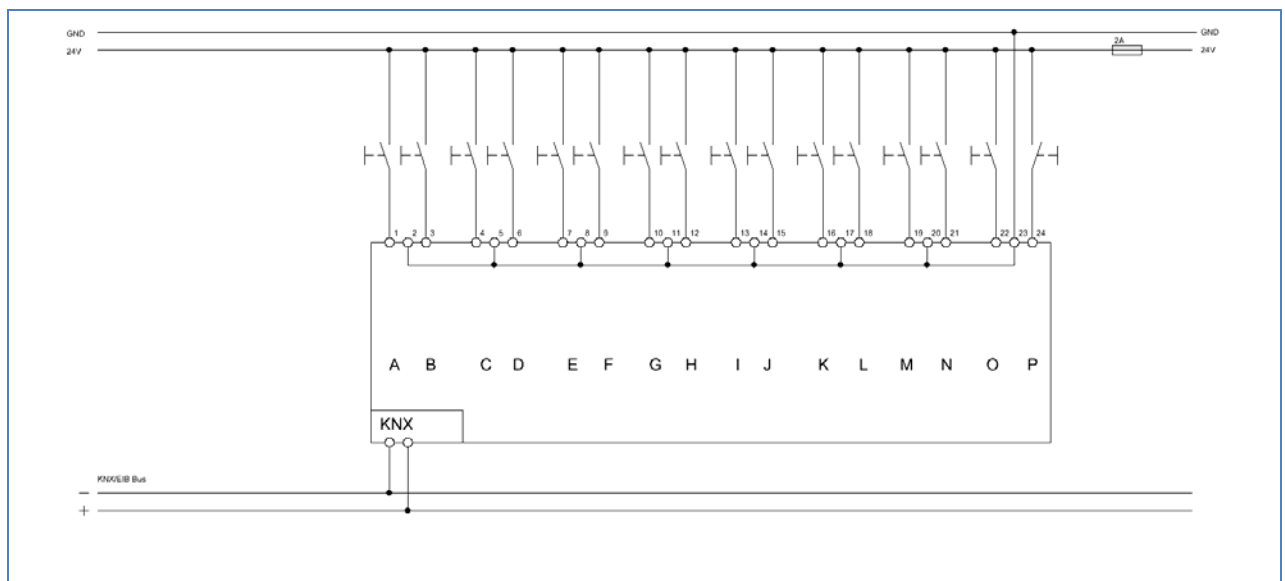 GND GND
24V 2A 24V
1 2 3 4 5 6 7 8 9 10 11 12 13 14 15 16 17 18 19 20 21 22 23 24
A B C D E F G H I J K L M N O P
KNX
KNX/EIB Bus
−
+